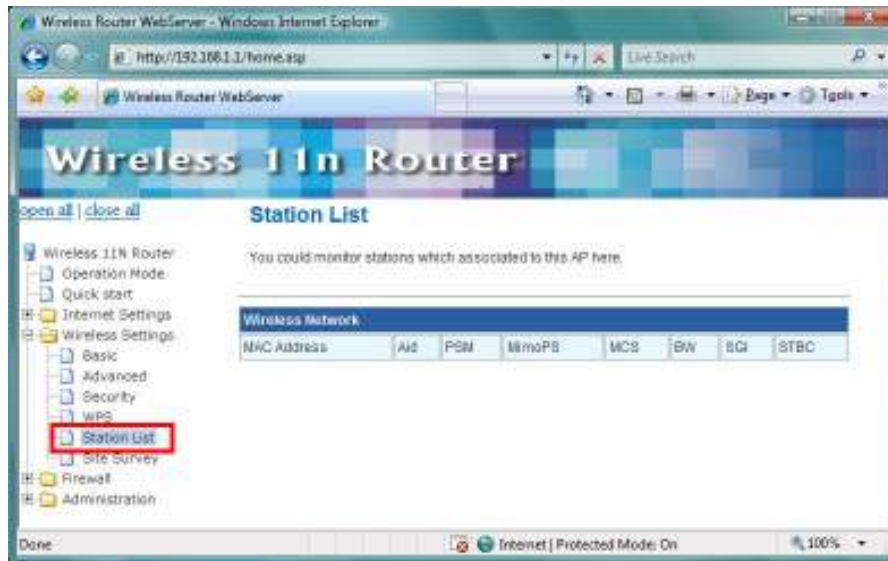 Wireless Router WebServer - Windows Internet Explorer
http://192.168.1.1/home.asp
Live Search
Wireless Router WebServer
Page
Tools
Wireless 11n Router
open all | close all
Wireless 11N Router
Operation Mode
Quick start
Internet Settings
Wireless Settings
Basic
Advanced
Security
WPS
Station List
Site Survey
Firewall
Administration
Station List
You could monitor stations which associated to this AP here.
Wireless Network
MAC Address Aid PSM MimoPS MCS BW SGI STBC
Done
Internet | Protected Mode: On
100%